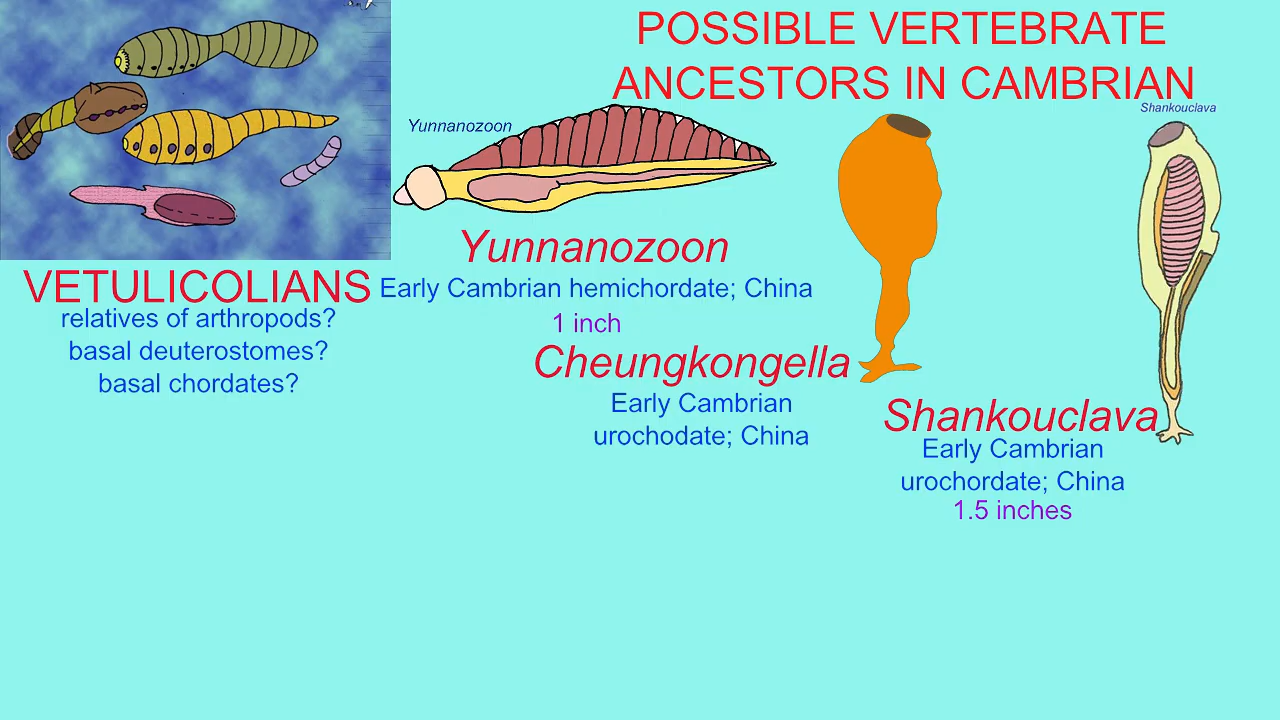 POSSIBLE VERTEBRATE
ANCESTORS IN CAMBRIAN
Shankouclava
Yunnanozoon
Yunnanozoon
VETULICOLIANS
Early Cambrian hemichordate; China
relatives of arthropods?
1 inch
basal deuterostomes?
Cheungkongella
basal chordates?
Early Cambrian
urochodate; China
Shankouclava
Early Cambrian
urochordate; China
1.5 inches